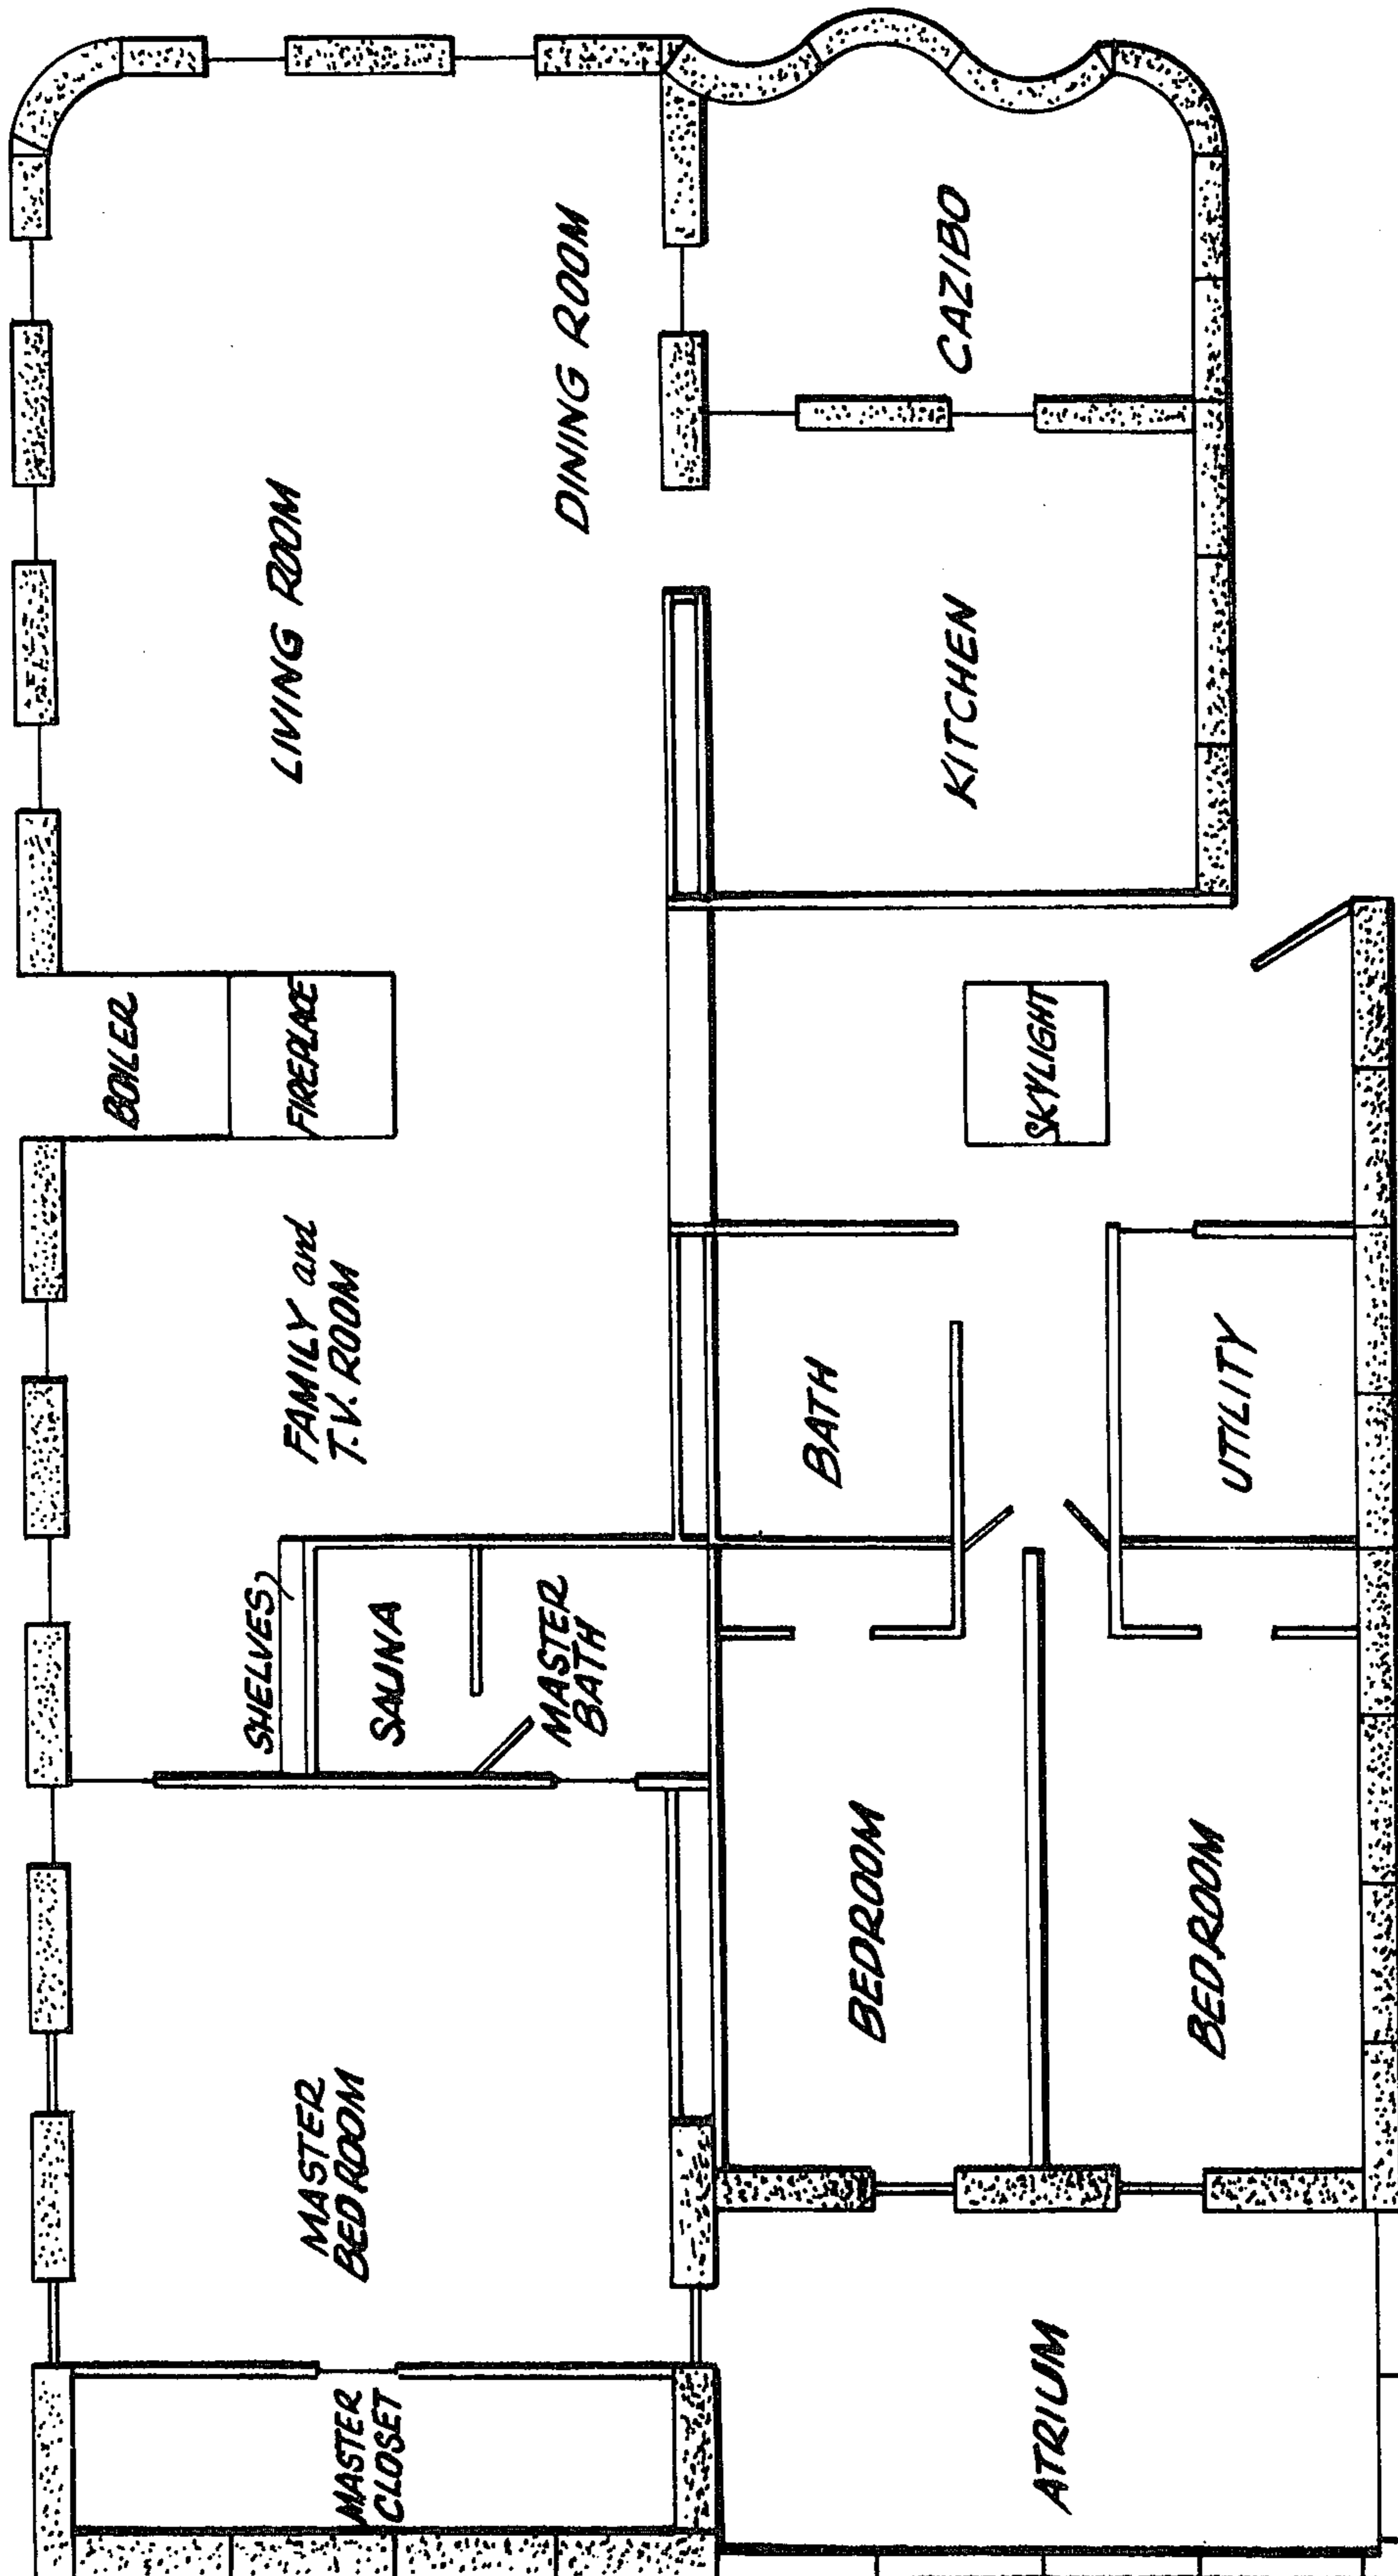 MASTER
CLOSET
MASTER
BEDROOM
SHELVES
SAUNA
MASTER
BATH
FAMILY and
T.V. ROOM
BOILER
FIREPLACE
LIVING ROOM
DINING ROOM
ATRIUM
BEDROOM
BEDROOM
BATH
UTILITY
SKYLIGHT
KITCHEN
CAZIBO